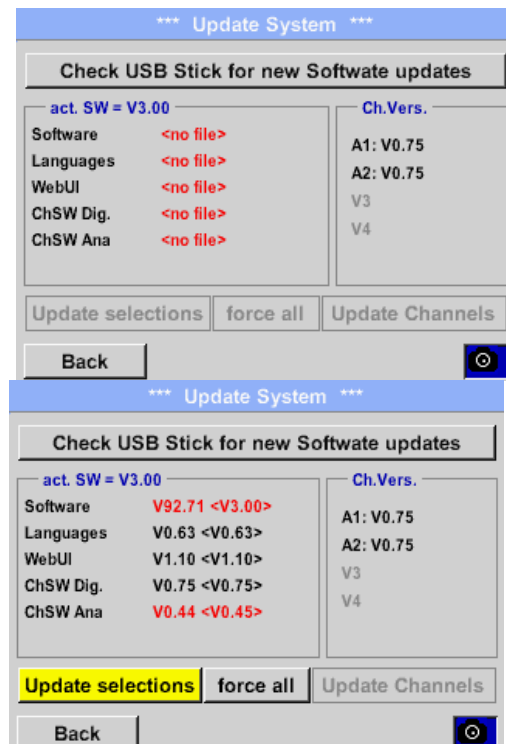 *** Update System ***
Check USB Stick for new Softwate updates
act. SW = V3.00
Software <no file>
Languages <no file>
WebUI <no file>
ChSW Dig. <no file>
ChSW Ana <no file>
Ch.Vers.
A1: V0.75
A2: V0.75
V3
V4
Update selections force all Update Channels
Back
*** Update System ***
Check USB Stick for new Softwate updates
act. SW = V3.00
Software V92.71 <V3.00>
Languages V0.63 <V0.63>
WebUI V1.10 <V1.10>
ChSW Dig. V0.75 <V0.75>
ChSW Ana V0.44 <V0.45>
Ch.Vers.
A1: V0.75
A2: V0.75
V3
V4
Update selections force all Update Channels
Back